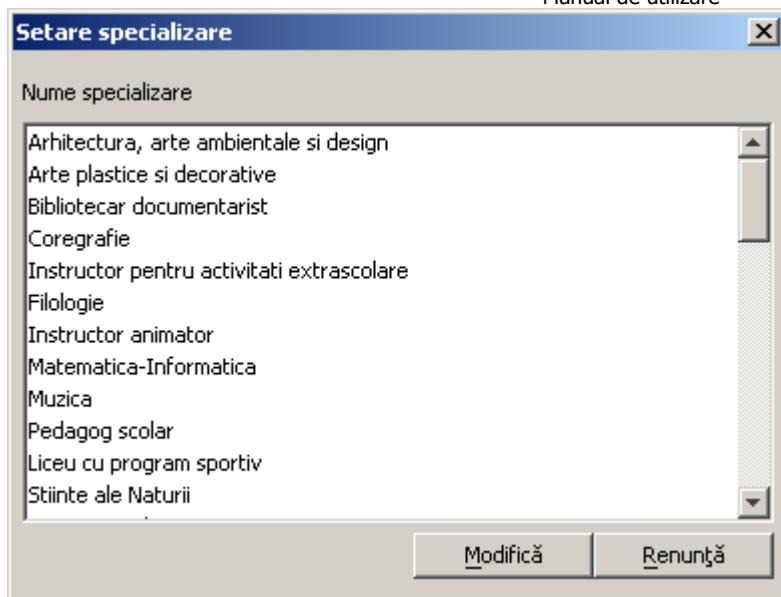 Manual de utilizare
Setare specializare
Nume specializare
Arhitectura, arte ambientale si design
Arte plastice si decorative
Bibliotecar documentarist
Coregrafie
Instructor pentru activitati extrascolare
Filologie
Instructor animator
Matematica-Informatica
Muzica
Pedagog scolar
Liceu cu program sportiv
Stiinte ale Naturii
Modifică
Renunţă